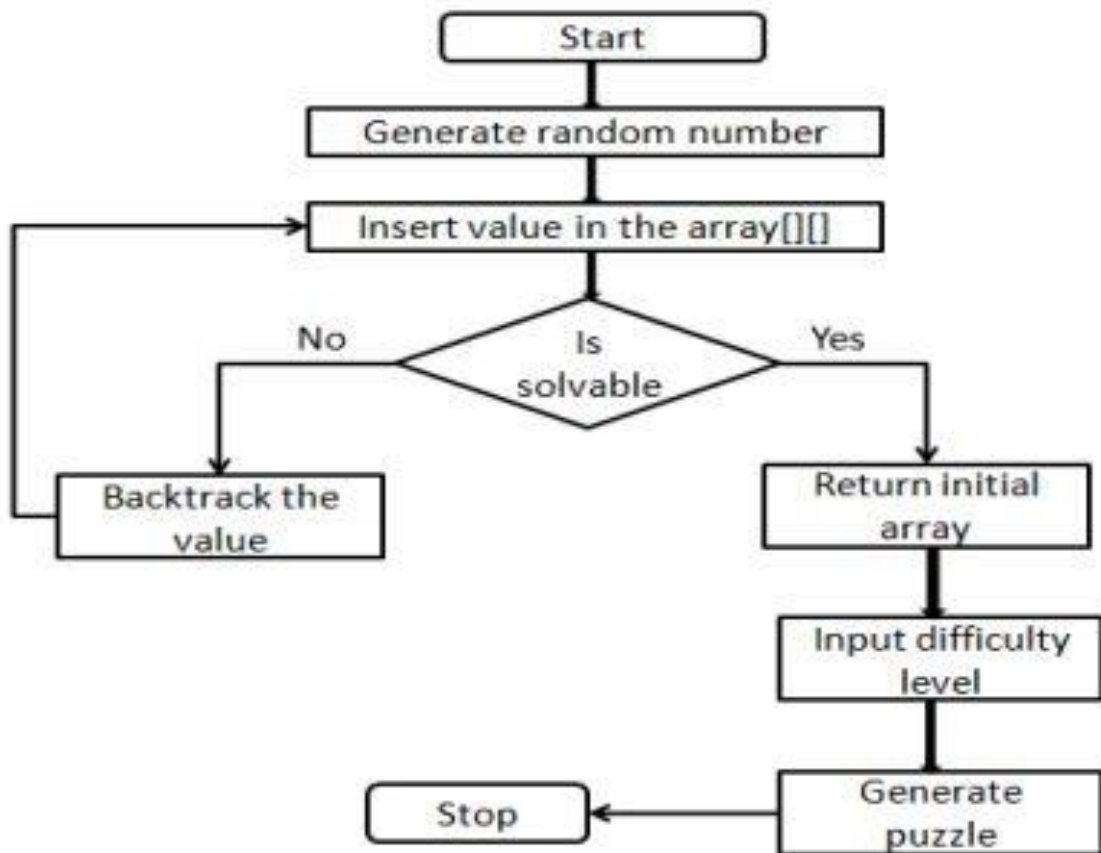 Start
Generate random number
Insert value in the array[][]
No
Is
solvable
Yes
Backtrack the
value
Return initial
array
Input difficulty
level
Generate
puzzle
Stop